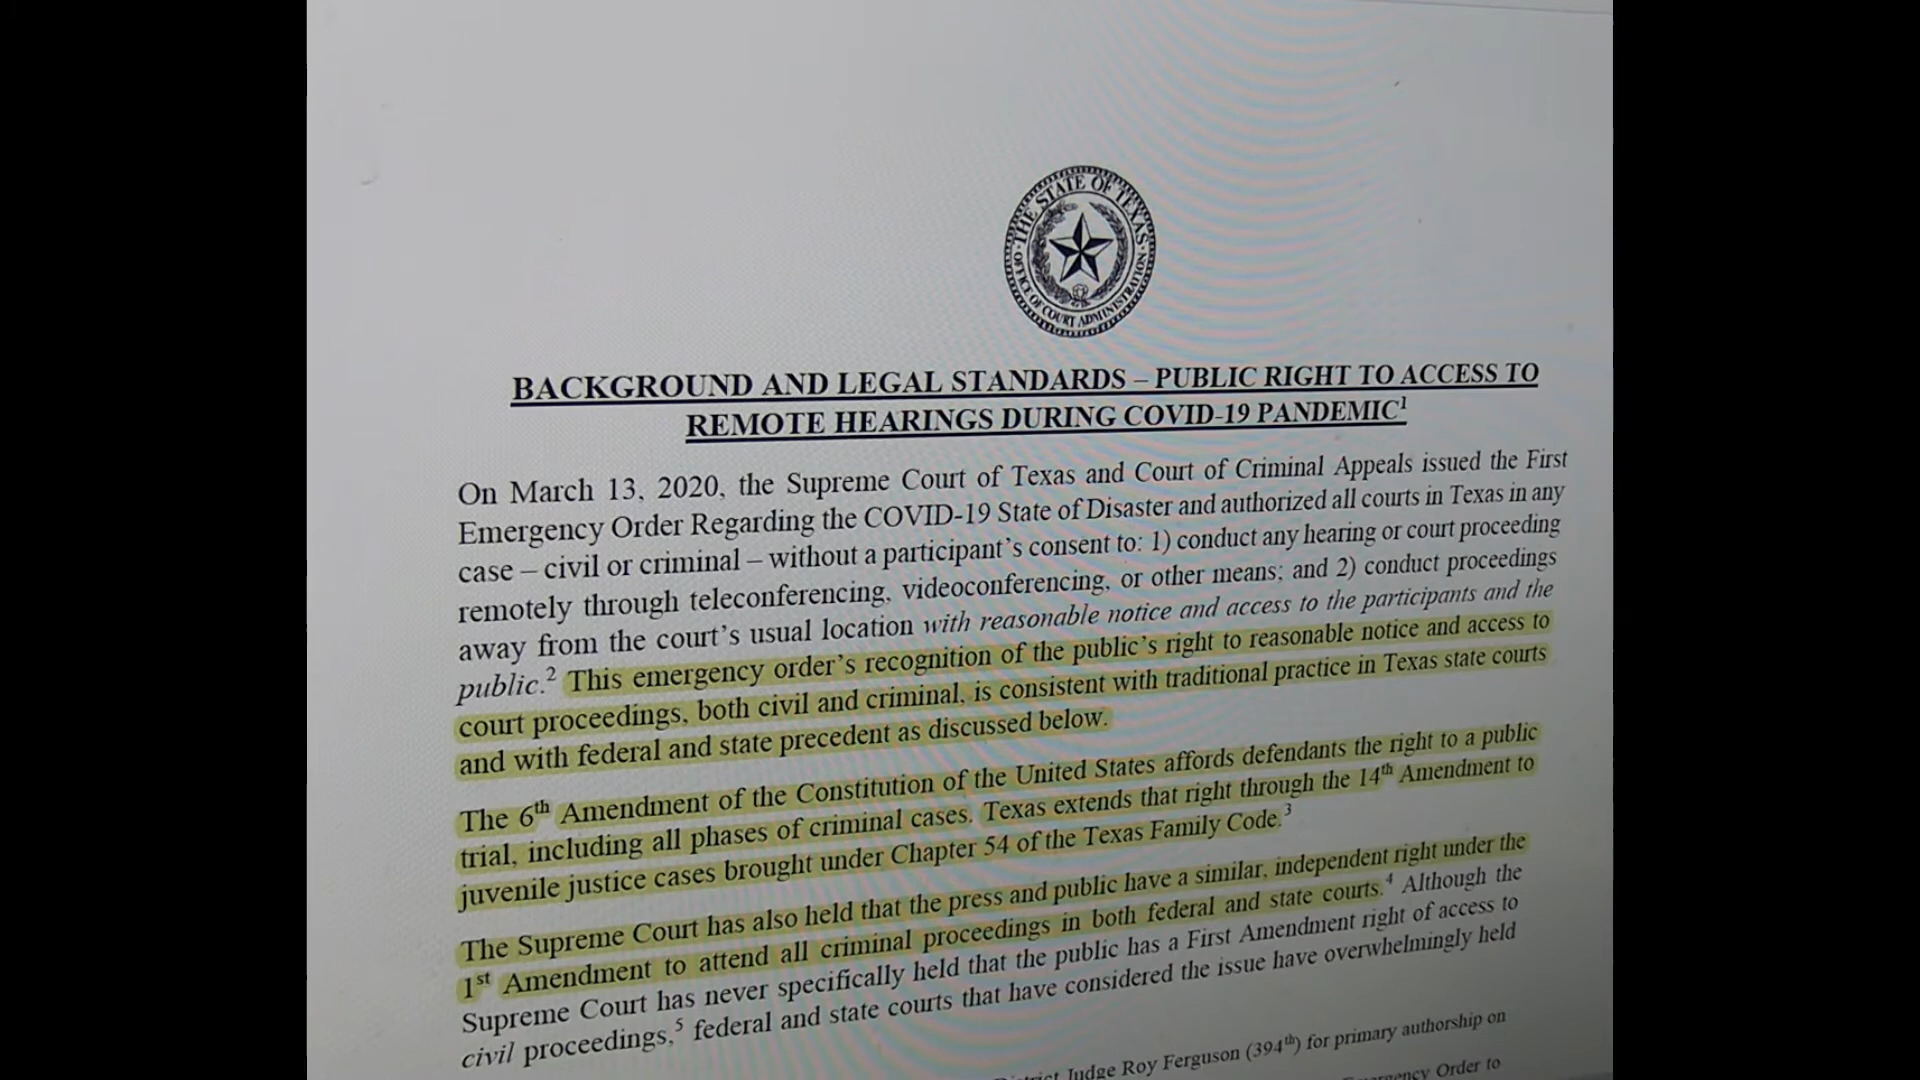 THE STATE OF TEXAS
OFFICE OF COURT ADMINISTRATION
BACKGROUND AND LEGAL STANDARDS – PUBLIC RIGHT TO ACCESS TO
REMOTE HEARINGS DURING COVID-19 PANDEMIC1
On March 13, 2020, the Supreme Court of Texas and Court of Criminal Appeals issued the First
Emergency Order Regarding the COVID-19 State of Disaster and authorized all courts in Texas in any
case – civil or criminal – without a participant's consent to: 1) conduct any hearing or court proceeding
remotely through teleconferencing, videoconferencing, or other means; and 2) conduct proceedings
away from the court's usual location with reasonable notice and access to the participants and the
public.2 This emergency order's recognition of the public's right to reasonable notice and access to
court proceedings, both civil and criminal, is consistent with traditional practice in Texas state courts
and with federal and state precedent as discussed below.
The 6th Amendment of the Constitution of the United States affords defendants the right to a public
trial, including all phases of criminal cases. Texas extends that right through the 14th Amendment to
juvenile justice cases brought under Chapter 54 of the Texas Family Code.3
The Supreme Court has also held that the press and public have a similar, independent right under the
1st Amendment to attend all criminal proceedings in both federal and state courts.4 Although the
Supreme Court has never specifically held that the public has a First Amendment right of access to
civil proceedings,5 federal and state courts that have considered the issue have overwhelmingly held
Judge Roy Ferguson (394th) for primary authorship on
Order to